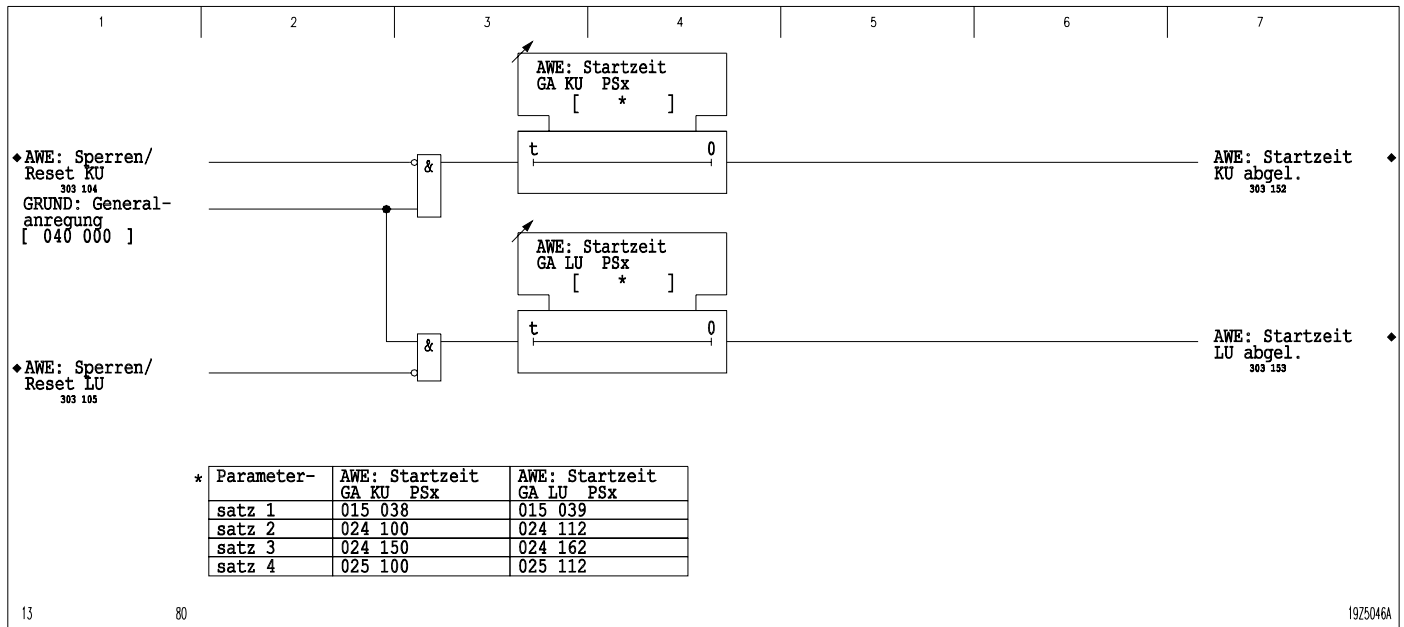 1 2 3 4 5 6 7
AWE: Startzeit
GA KU PSx
[ * ]
t 0
◆ AWE: Sperren/
Reset KU
303 104
&
AWE: Startzeit ◆
KU abgel.
303 152
GRUND: General-
anregung
[ 040 000 ]
AWE: Startzeit
GA LU PSx
[ * ]
t 0
&
AWE: Startzeit ◆
LU abgel.
303 153
◆ AWE: Sperren/
Reset LU
303 105
* Parameter- AWE: Startzeit AWE: Startzeit
GA KU PSx GA LU PSx
satz 1 015 038 015 039
satz 2 024 100 024 112
satz 3 024 150 024 162
satz 4 025 100 025 112
13 80 19Z5046A